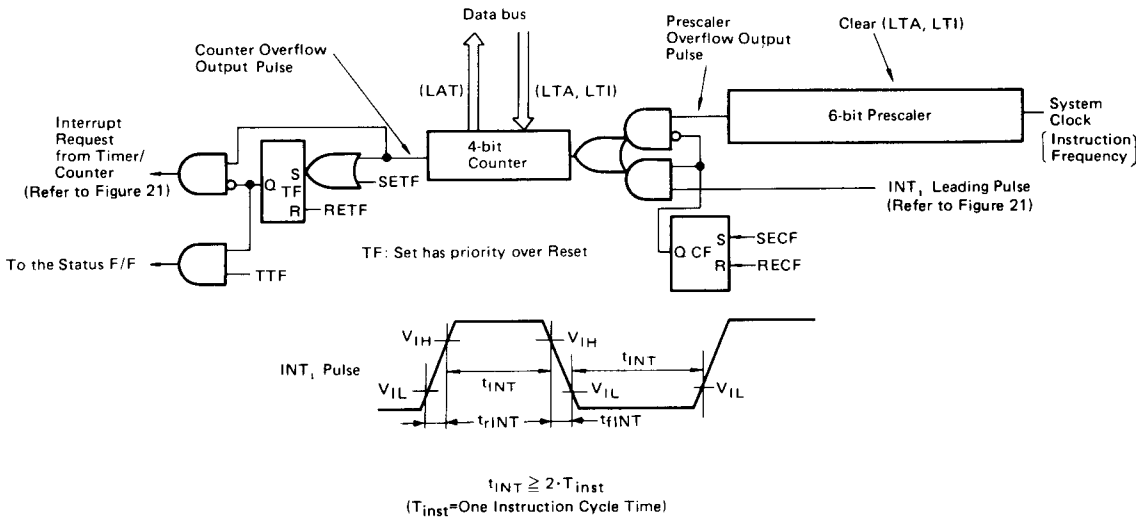 Data bus
Prescaler
Overflow Output
Pulse
Clear (LTA, LTI)
Counter Overflow
Output Pulse
(LAT)
(LTA, LTI)
6-bit Prescaler
System
Clock
(Instruction
Frequency)
Interrupt
Request
from Timer/
Counter
(Refer to Figure 21)
4-bit
Counter
Q
S
TF
R
SETF
RETF
INT₁ Leading Pulse
(Refer to Figure 21)
To the Status F/F
TTF
TF: Set has priority over Reset
Q CF
S
R
SECF
RECF
INT₁ Pulse
VIH
VIL
tINT
trINT
VIH
VIL
tfINT
tINT
VIL
tINT ≧ 2·Tinst
(Tinst=One Instruction Cycle Time)